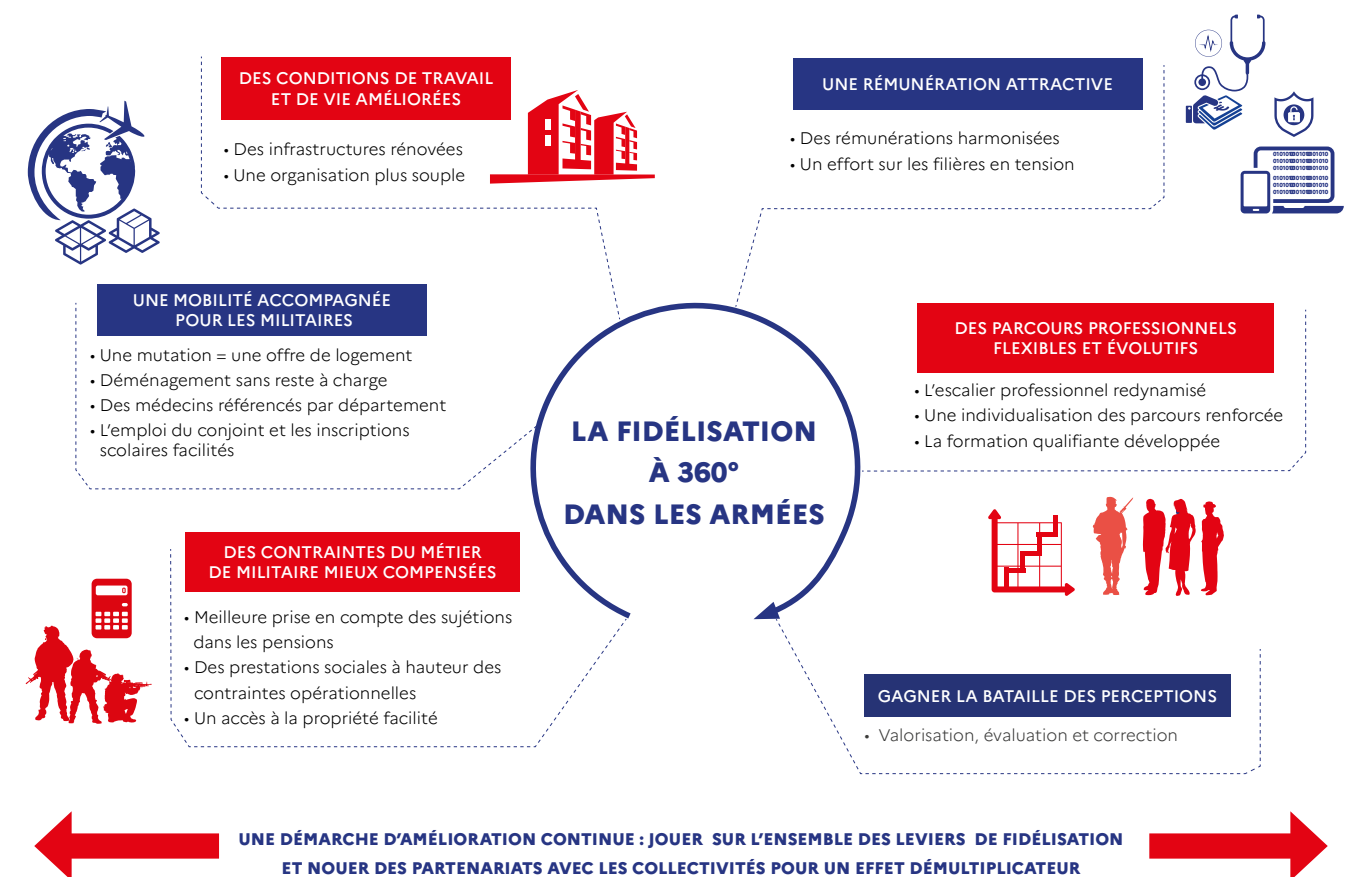 DES CONDITIONS DE TRAVAIL
ET DE VIE AMÉLIORÉES
• Des infrastructures rénovées
• Une organisation plus souple
UNE RÉMUNÉRATION ATTRACTIVE
• Des rémunérations harmonisées
• Un effort sur les filières en tension
UNE MOBILITÉ ACCOMPAGNÉE
POUR LES MILITAIRES
• Une mutation = une offre de logement
• Déménagement sans reste à charge
• Des médecins référencés par département
• L’emploi du conjoint et les inscriptions
scolaires facilités
DES PARCOURS PROFESSIONNELS
FLEXIBLES ET ÉVOLUTIFS
• L’escalier professionnel redynamisé
• Une individualisation des parcours renforcée
• La formation qualifiante développée
LA FIDÉLISATION
À 360°
DANS LES ARMÉES
DES CONTRAINTES DU MÉTIER
DE MILITAIRE MIEUX COMPENSÉES
• Meilleure prise en compte des sujétions
dans les pensions
• Des prestations sociales à hauteur des
contraintes opérationnelles
• Un accès à la propriété facilité
GAGNER LA BATAILLE DES PERCEPTIONS
• Valorisation, évaluation et correction
UNE DÉMARCHE D’AMÉLIORATION CONTINUE : JOUER SUR L’ENSEMBLE DES LEVIERS DE FIDÉLISATION
ET NOUER DES PARTENARIATS AVEC LES COLLECTIVITÉS POUR UN EFFET DÉMULTIPLICATEUR